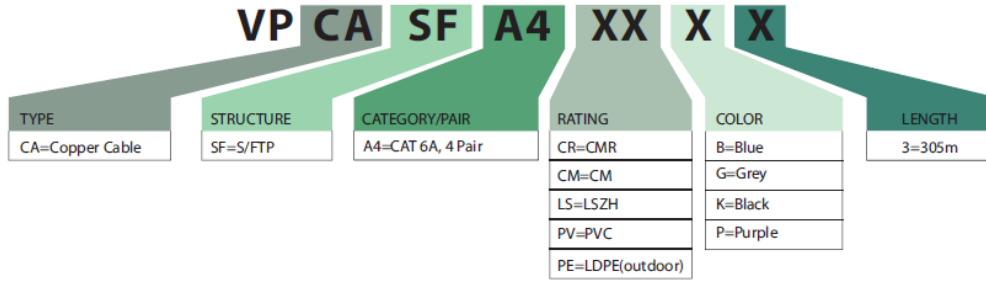 VP CA SF A4 XX X X
TYPE
CA=Copper Cable
STRUCTURE
SF=S/FTP
CATEGORY/PAIR
A4=CAT 6A, 4 Pair
RATING
CR=CMR
CM=CM
LS=LSZH
PV=PVC
PE=LDPE(outdoor)
COLOR
B=Blue
G=Grey
K=Black
P=Purple
LENGTH
3=305m